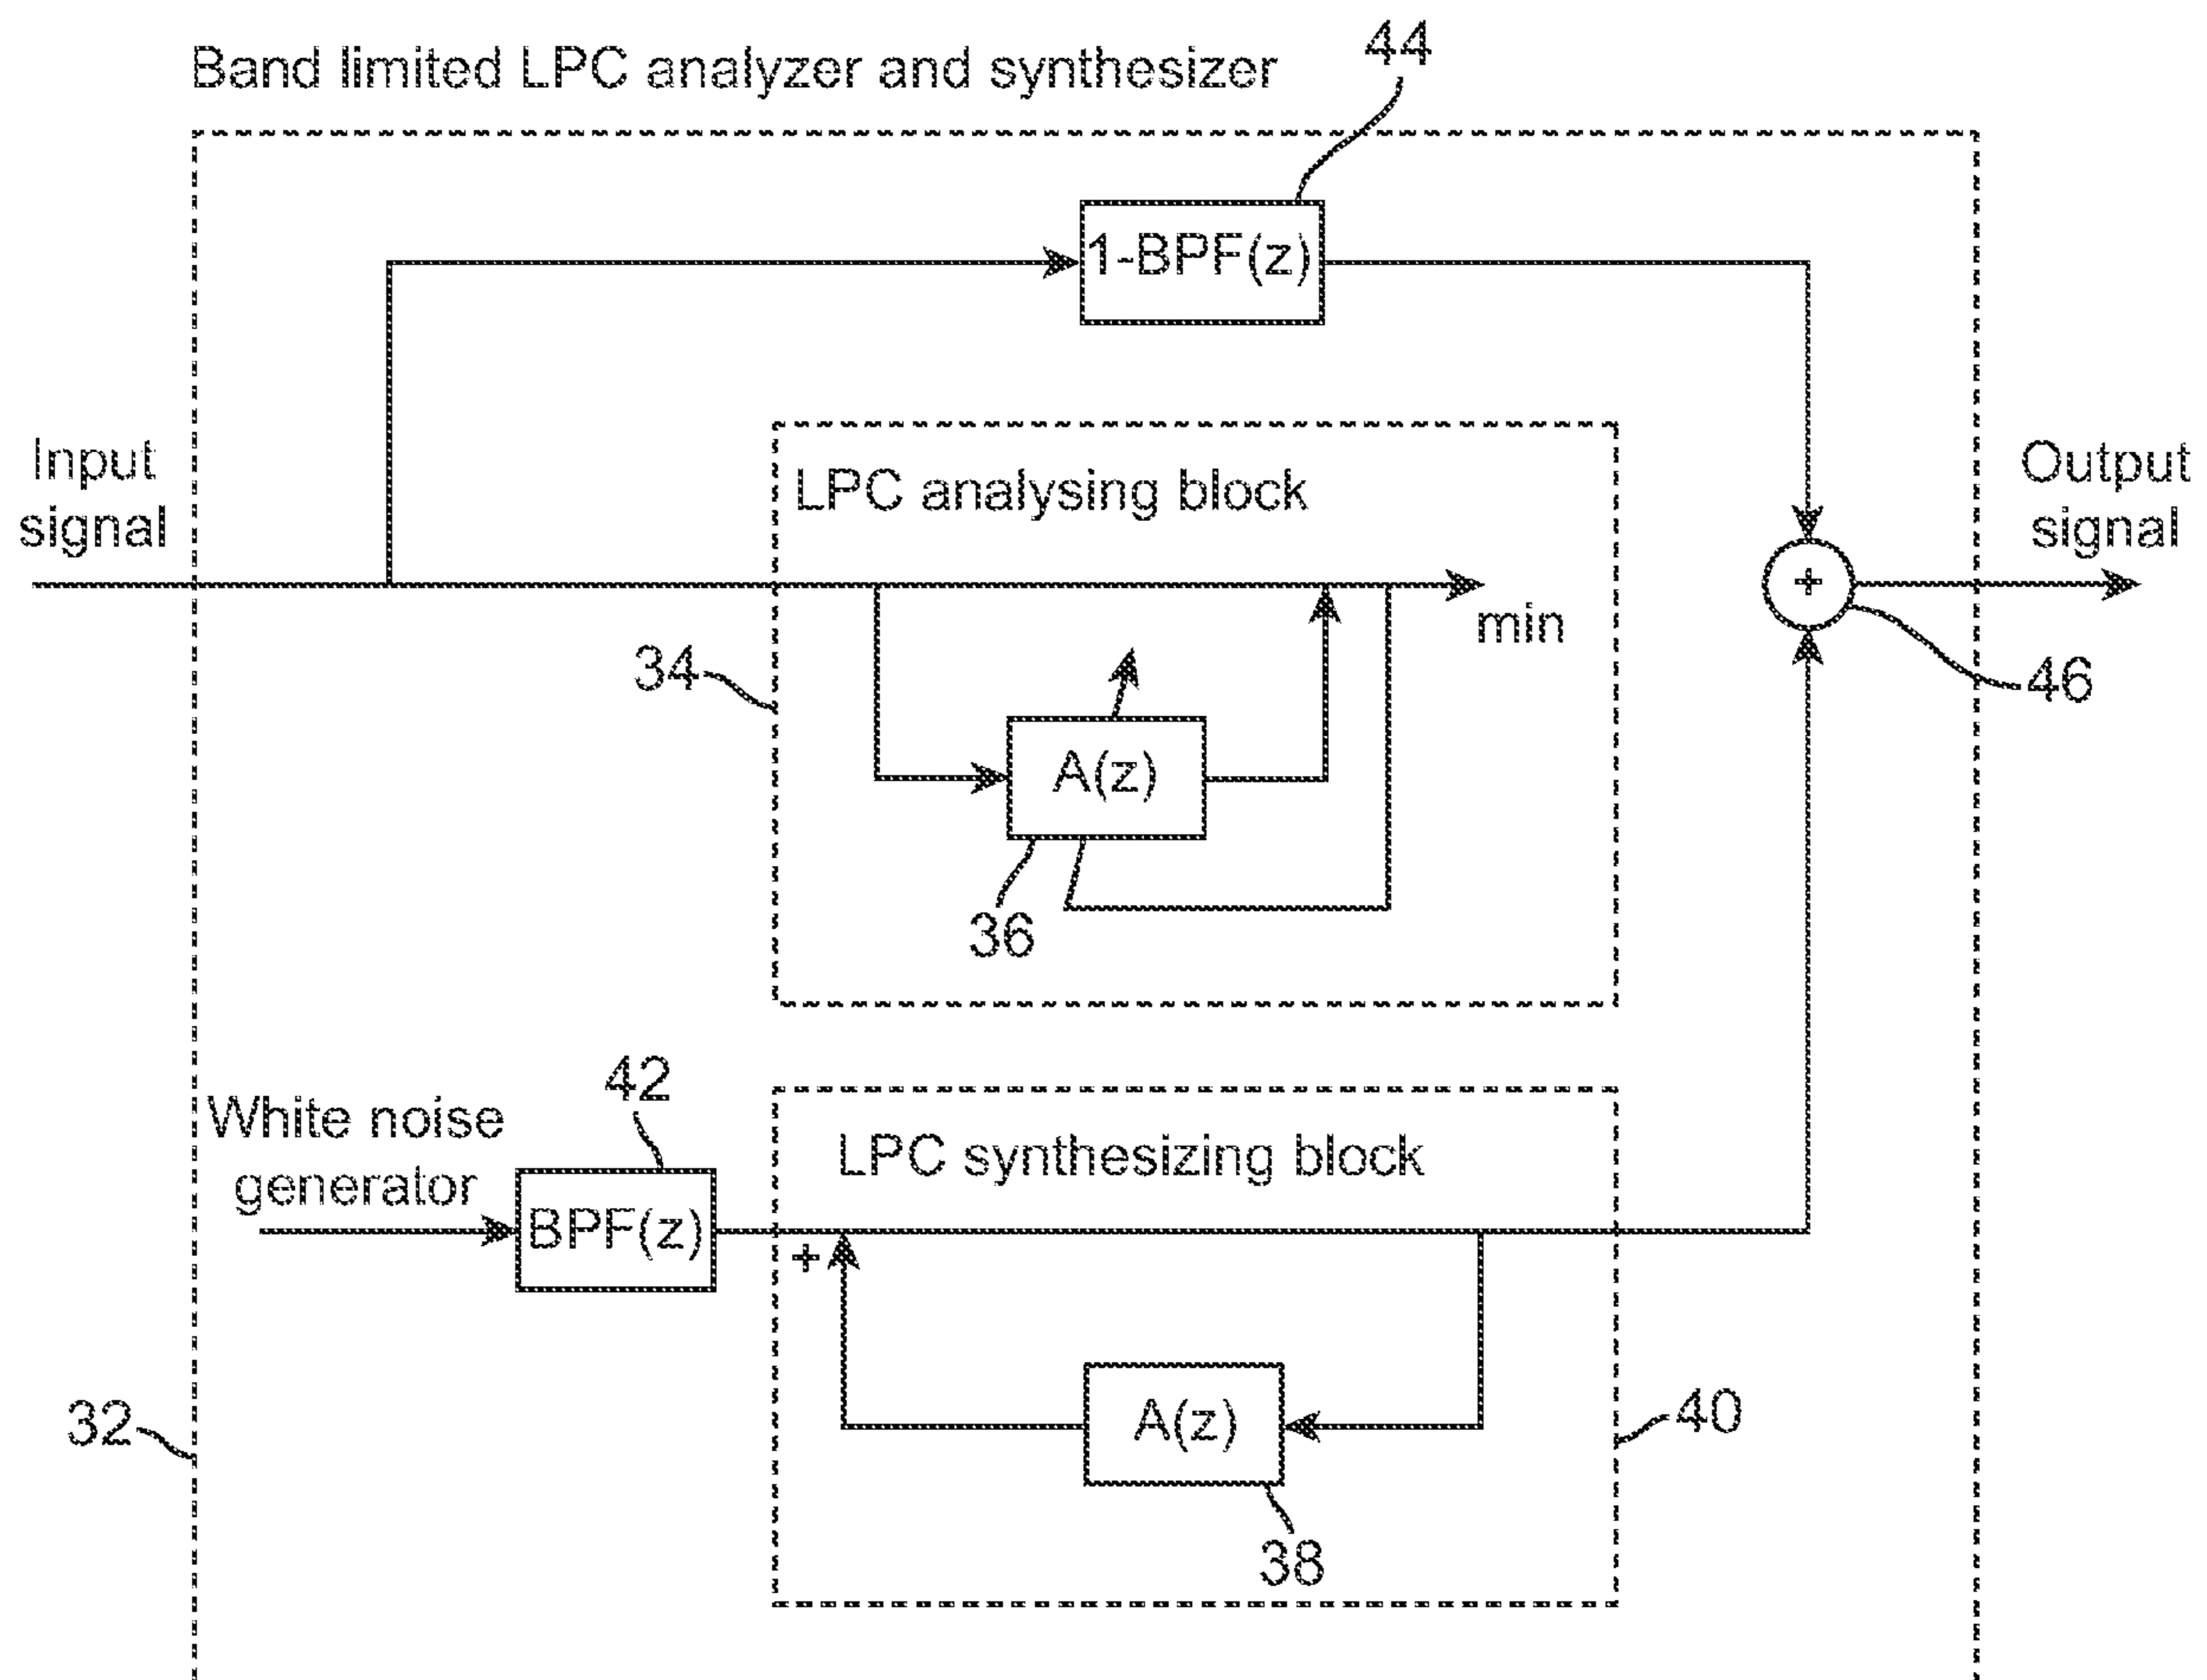 44
Band limited LPC analyzer and synthesizer
1-BPF(z)
Input
signal
LPC analysing block
Output
signal
+
min
34
46
A(z)
36
42
White noise
generator
LPC synthesizing block
BPF(z)
+
32
A(z)
40
38